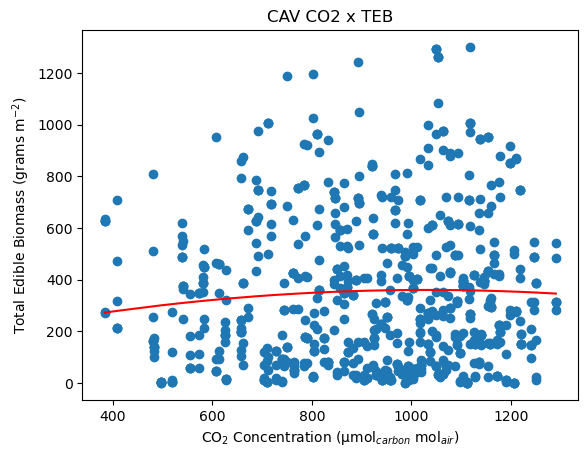 CAV CO2 x TEB
Total Edible Biomass (grams m⁻²)
1200
1000
800
600
400
200
0
400 600 800 1000 1200
CO₂ Concentration (μmol_carbon mol_air)